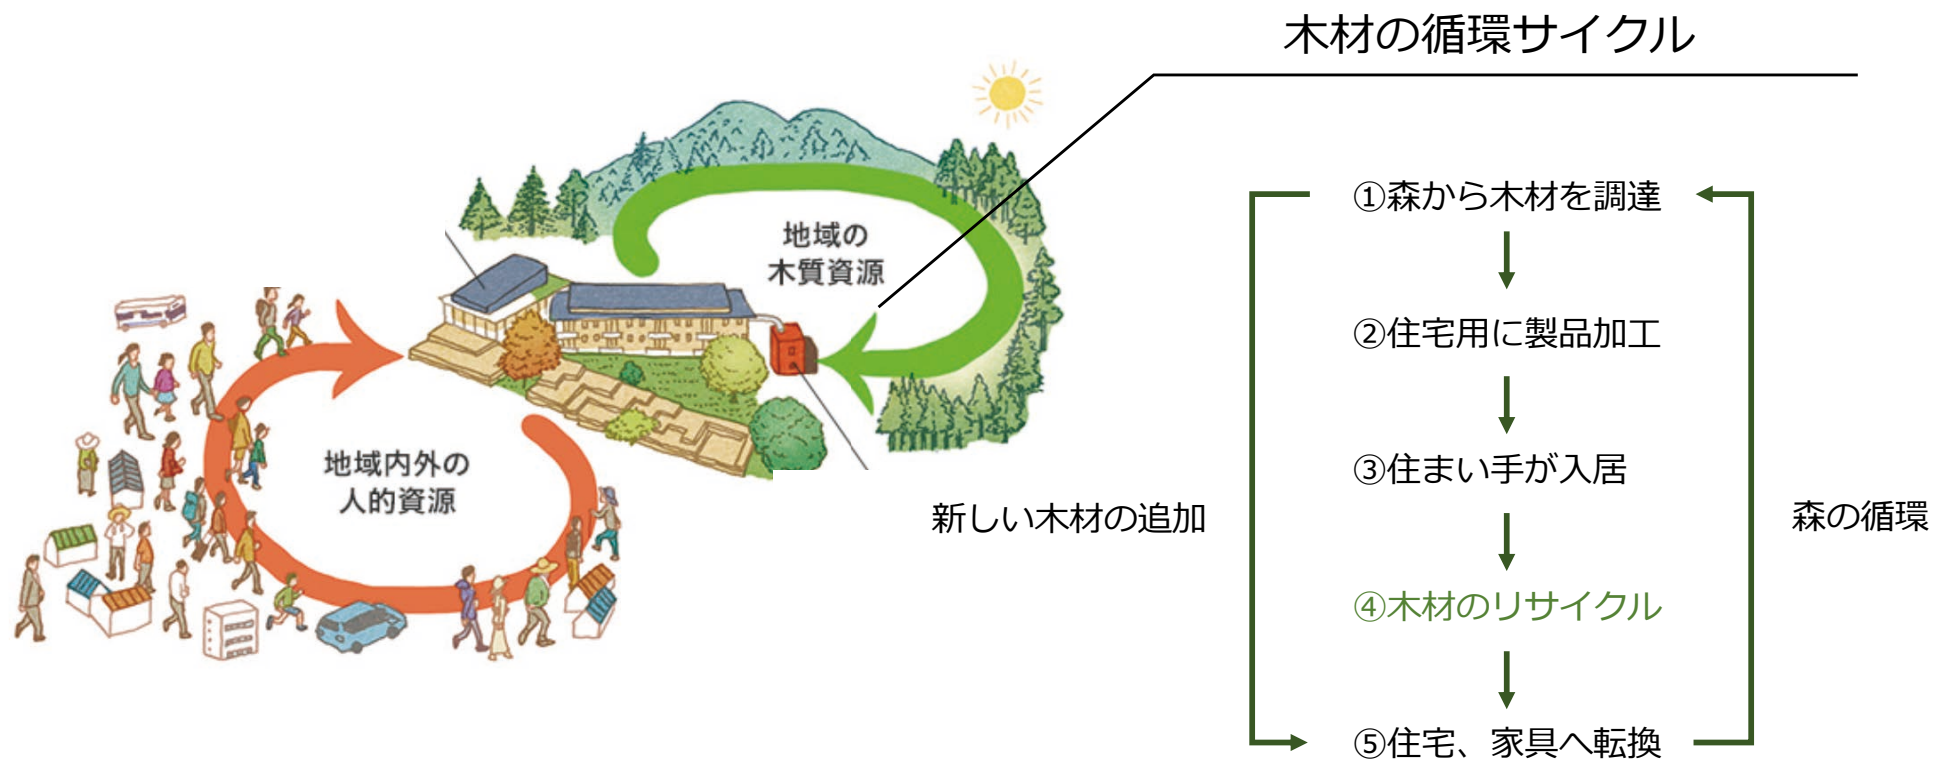 木材の循環サイクル
地域の
木質資源
地域内外の
人的資源
①森から木材を調達
②住宅用に製品加工
③住まい手が入居
④木材のリサイクル
⑤住宅、家具へ転換
新しい木材の追加
森の循環